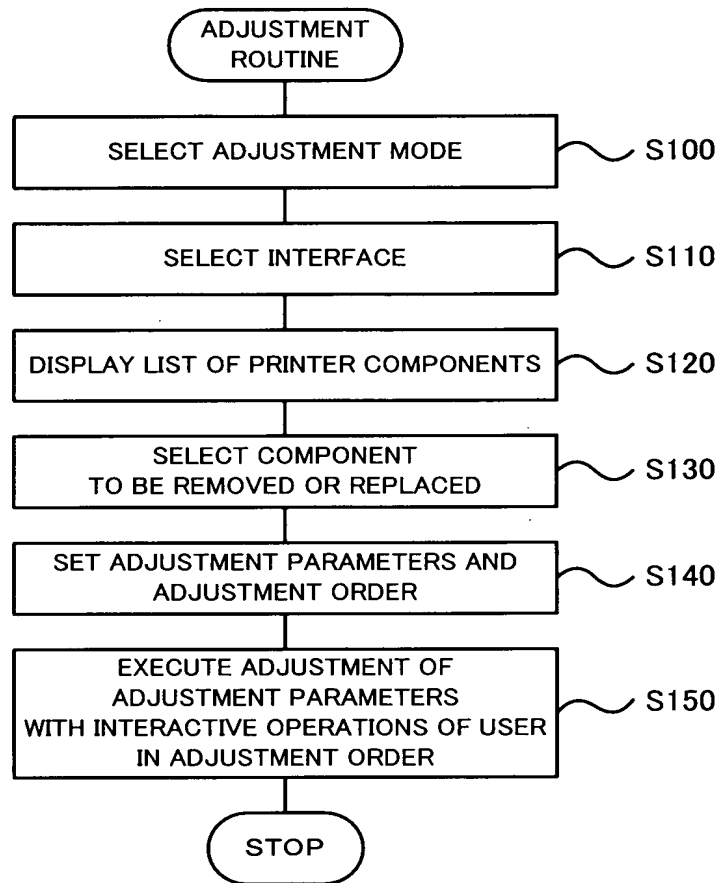 ADJUSTMENT
ROUTINE
SELECT ADJUSTMENT MODE
S100
SELECT INTERFACE
S110
DISPLAY LIST OF PRINTER COMPONENTS
S120
SELECT COMPONENT
TO BE REMOVED OR REPLACED
S130
SET ADJUSTMENT PARAMETERS AND
ADJUSTMENT ORDER
S140
EXECUTE ADJUSTMENT OF
ADJUSTMENT PARAMETERS
WITH INTERACTIVE OPERATIONS OF USER
IN ADJUSTMENT ORDER
S150
STOP